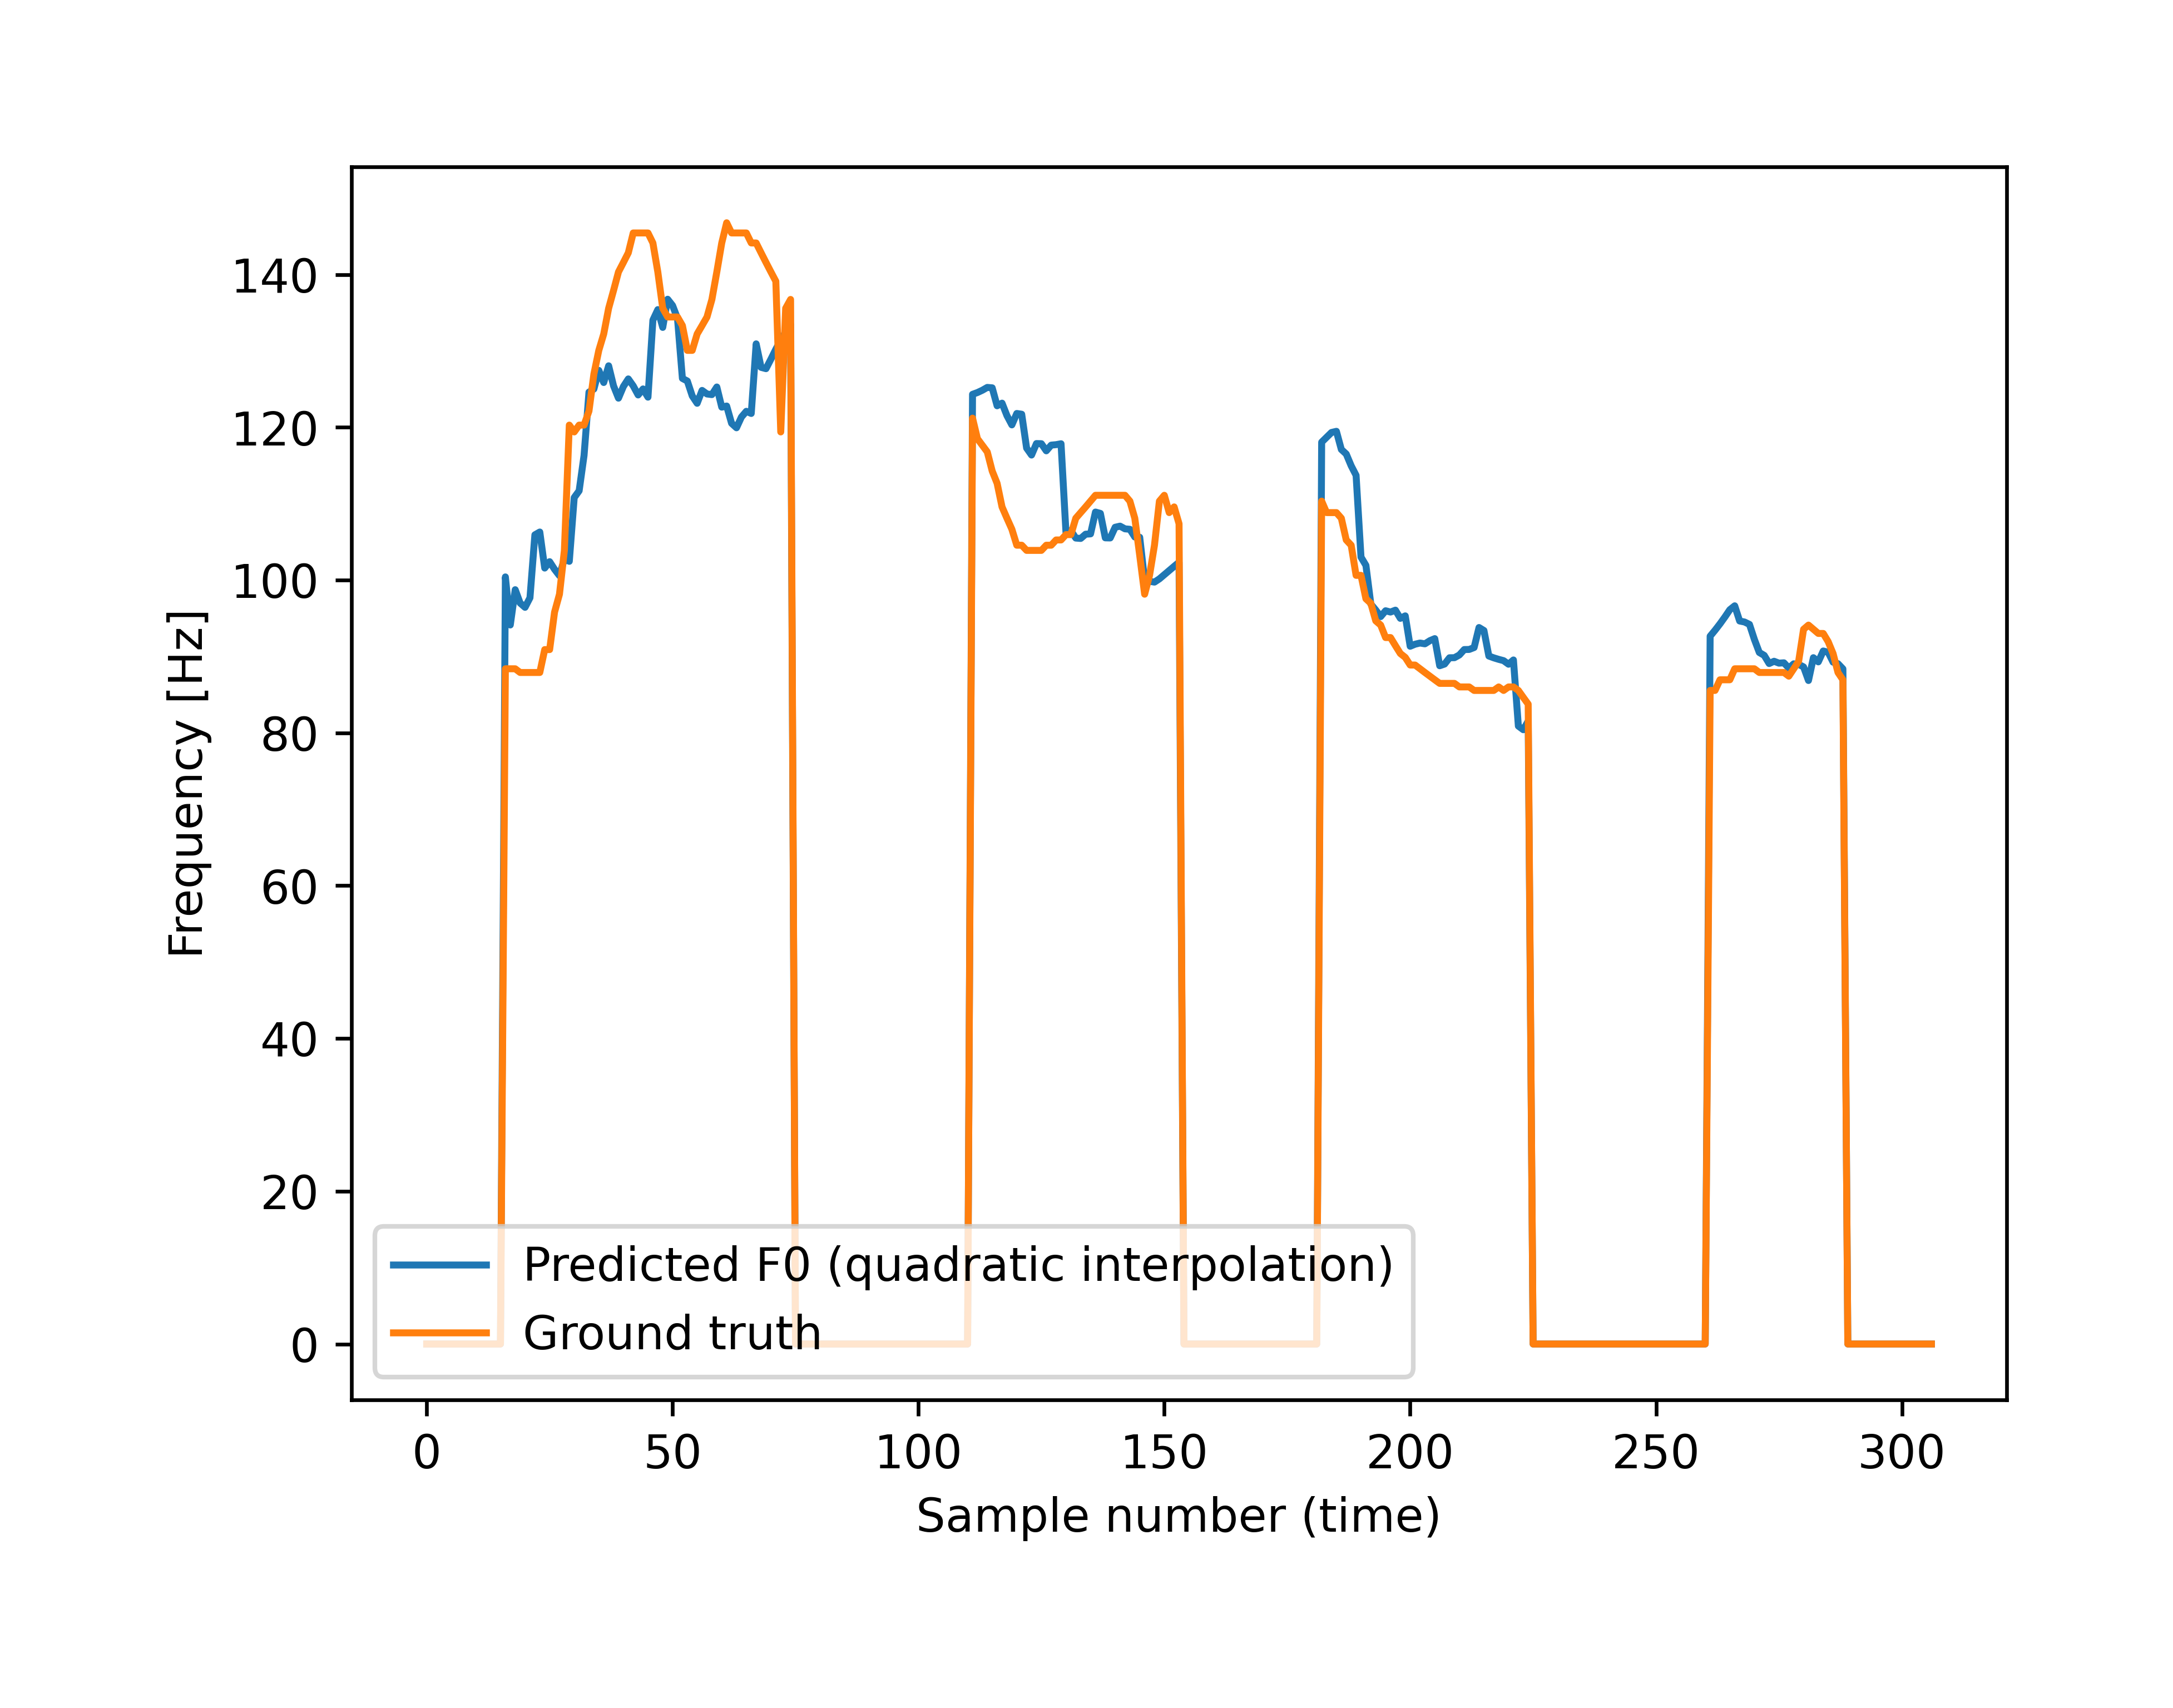 140
120
100
80
60
40
20
0
Frequency [Hz]
Predicted F0 (quadratic interpolation)
Ground truth
0 50 100 150 200 250 300
Sample number (time)